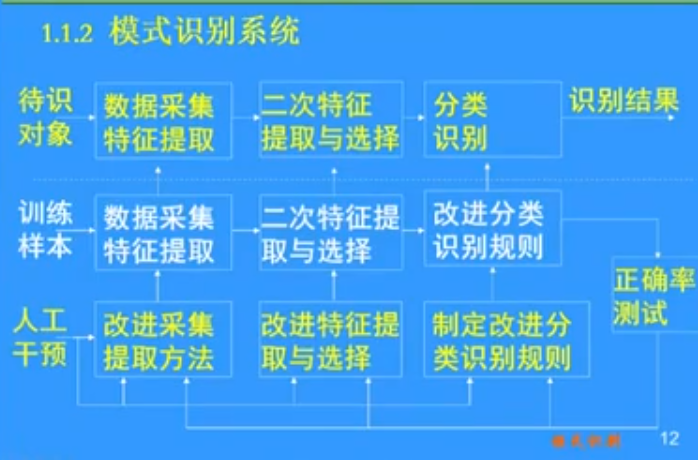 1.1.2 模式识别系统
待识
对象
数据采集
特征提取
二次特征
提取与选择
分类
识别
识别结果
训练
样本
数据采集
特征提取
二次特征提
取与选择
改进分类
识别规则
正确率
测试
人工
干预
改进采集
提取方法
改进特征提
取与选择
制定改进分
类识别规则
模式识别
12